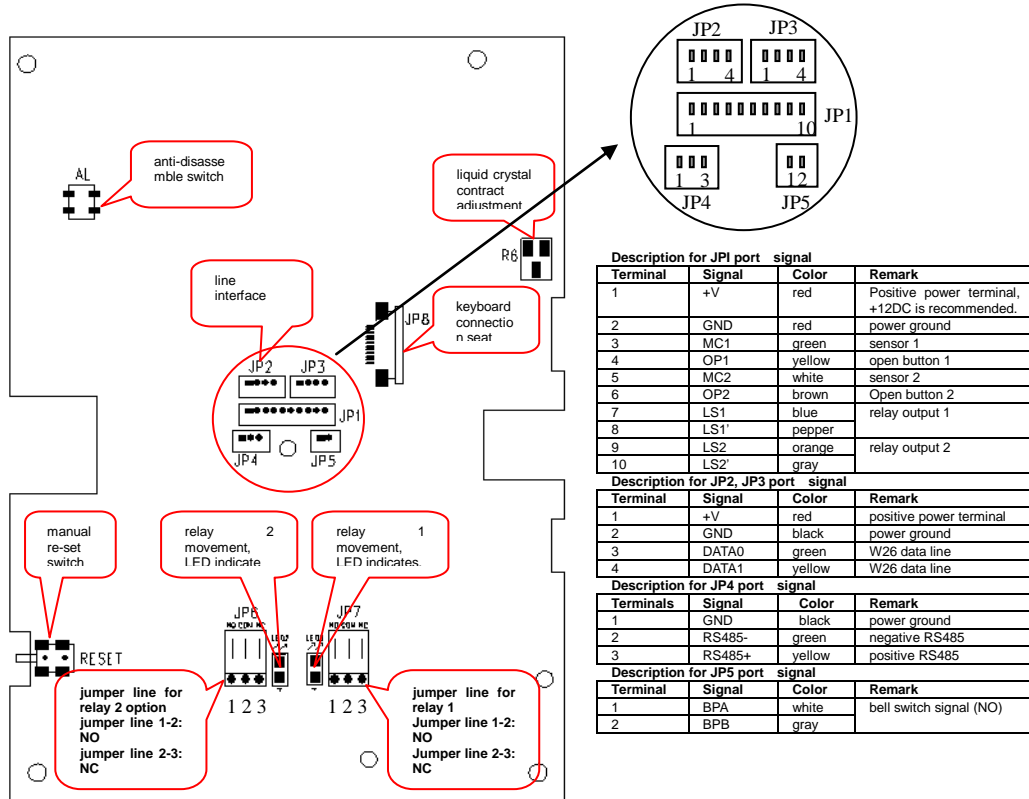 JP2
JP3
1 4
1 4
JP1
1 10
1 3
12
JP4
JP5
AL
anti-disasse
mble switch
liquid crystal
contract
adjustment
R6
line
interface
JP8
keyboard
connectio
n seat
JP2
JP3
JP1
JP4
JP5
manual
re-set
switch
relay 2
movement,
LED indicate
relay 1
movement,
LED indicates.
JP6
NO COM NC
JP7
NO COM NC
RESET
1 2 3
1 2 3
jumper line for
relay 2 option
jumper line 1-2:
NO
jumper line 2-3:
NC
jumper line for
relay 1
Jumper line 1-2:
NO
Jumper line 2-3:
NC
Description for JPI port signal
Terminal Signal Color Remark
1 +V red Positive power terminal,
+12DC is recommended.
2 GND red power ground
3 MC1 green sensor 1
4 OP1 yellow open button 1
5 MC2 white sensor 2
6 OP2 brown Open button 2
7 LS1 blue relay output 1
8 LS1' pepper
9 LS2 orange relay output 2
10 LS2' gray
Description for JP2, JP3 port signal
Terminal Signal Color Remark
1 +V red positive power terminal
2 GND black power ground
3 DATA0 green W26 data line
4 DATA1 yellow W26 data line
Description for JP4 port signal
Terminals Signal Color Remark
1 GND black power ground
2 RS485- green negative RS485
3 RS485+ yellow positive RS485
Description for JP5 port signal
Terminal Signal Color Remark
1 BPA white bell switch signal (NO)
2 BPB gray